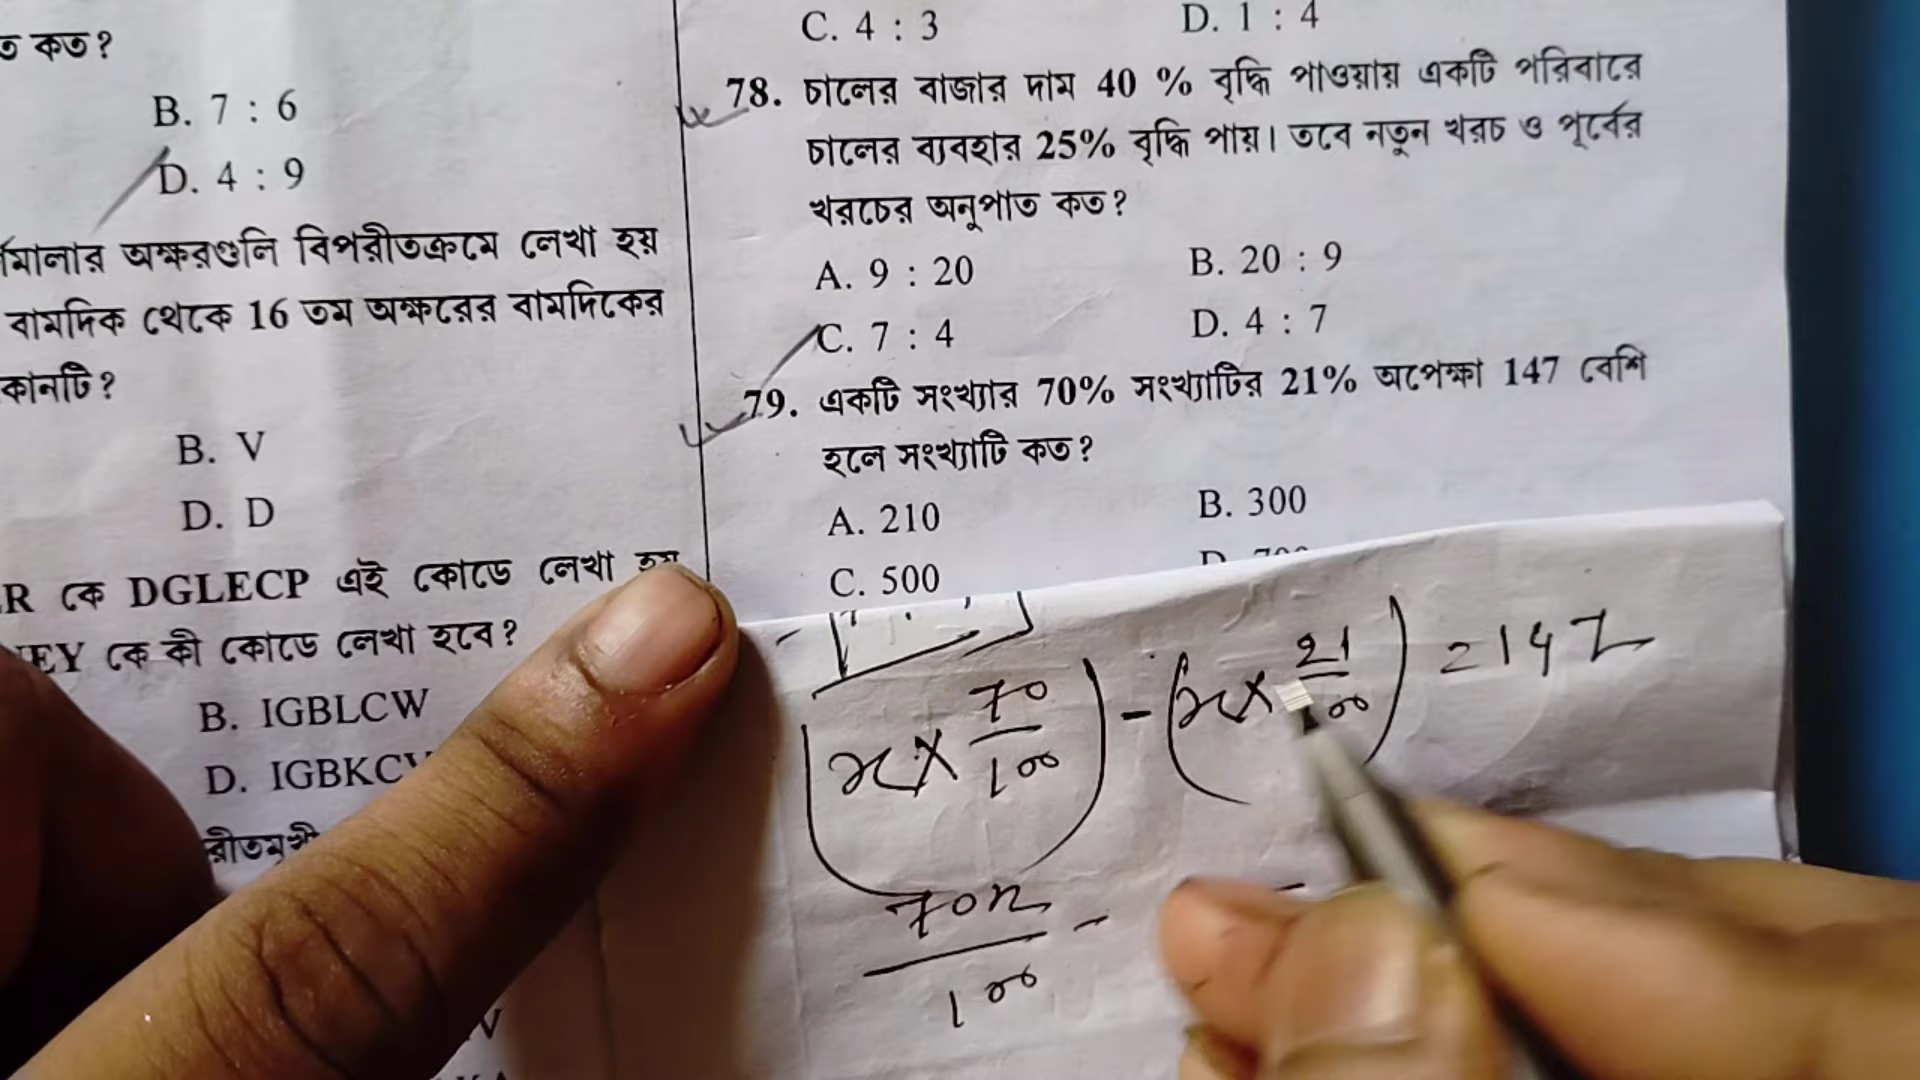 ত কত?
B. 7 : 6
D. 4 : 9
র্ণমালার অক্ষরগুলি বিপরীতক্রমে লেখা হয়
বামদিক থেকে 16 তম অক্ষরের বামদিকের
কোনটি?
B. V
D. D
R কে DGLECP এই কোডে লেখা হয়
EY কে কী কোডে লেখা হবে?
B. IGBLCW
D. IGBKCW
C. 4 : 3
D. 1 : 4
78. চালের বাজার দাম 40 % বৃদ্ধি পাওয়ায় একটি পরিবারে
চালের ব্যবহার 25% বৃদ্ধি পায়। তবে নতুন খরচ ও পূর্বের
খরচের অনুপাত কত?
A. 9 : 20
B. 20 : 9
C. 7 : 4
D. 4 : 7
79. একটি সংখ্যার 70% সংখ্যাটির 21% অপেক্ষা 147 বেশি
হলে সংখ্যাটি কত?
A. 210
B. 300
C. 500
D. 700
(x × 70/100) - (x × 21/100) = 147
70x/100 -